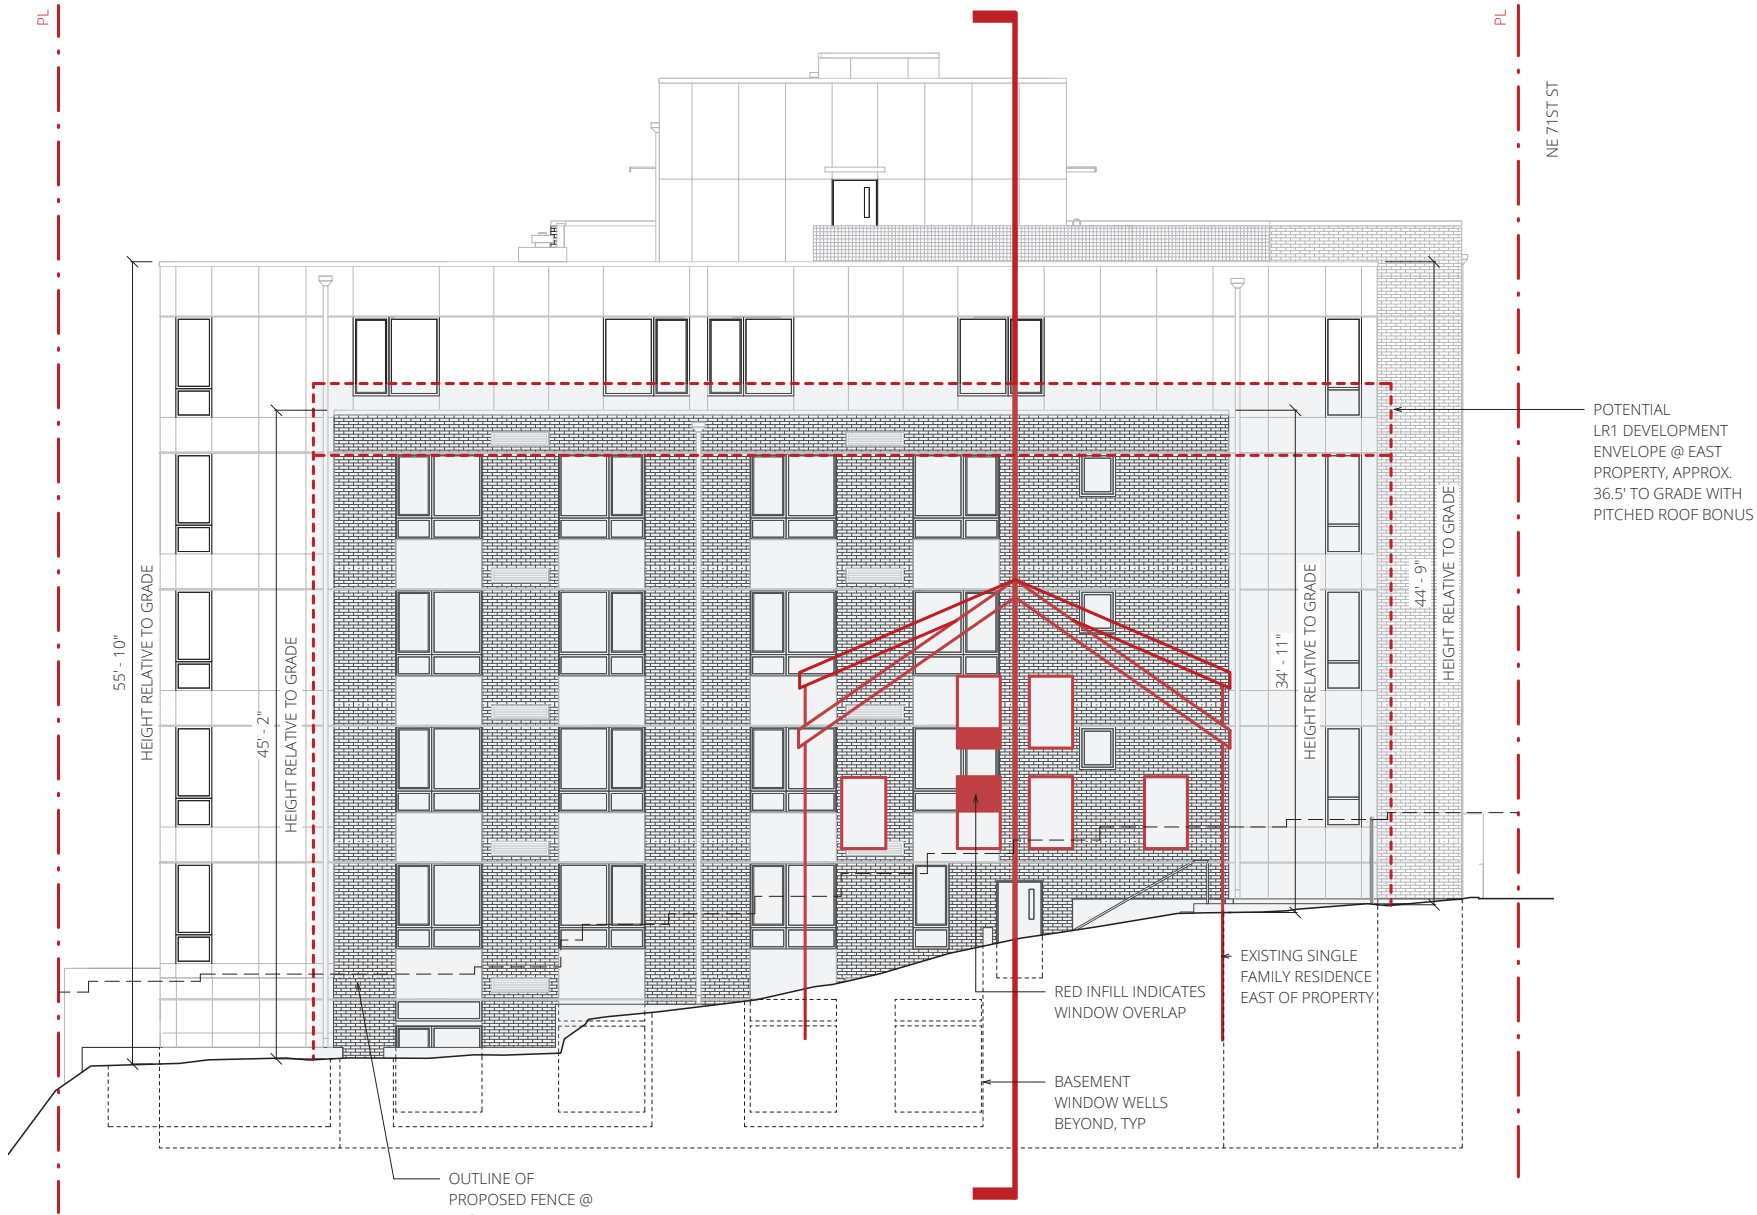 PL
PL
NE 71ST ST
55' - 10"
HEIGHT RELATIVE TO GRADE
45' - 2"
HEIGHT RELATIVE TO GRADE
34' - 11"
HEIGHT RELATIVE TO GRADE
44' - 9"
HEIGHT RELATIVE TO GRADE
POTENTIAL
LR1 DEVELOPMENT
ENVELOPE @ EAST
PROPERTY, APPROX.
36.5' TO GRADE WITH
PITCHED ROOF BONUS
EXISTING SINGLE
FAMILY RESIDENCE
EAST OF PROPERTY
RED INFILL INDICATES
WINDOW OVERLAP
BASEMENT
WINDOW WELLS
BEYOND, TYP
OUTLINE OF
PROPOSED FENCE @